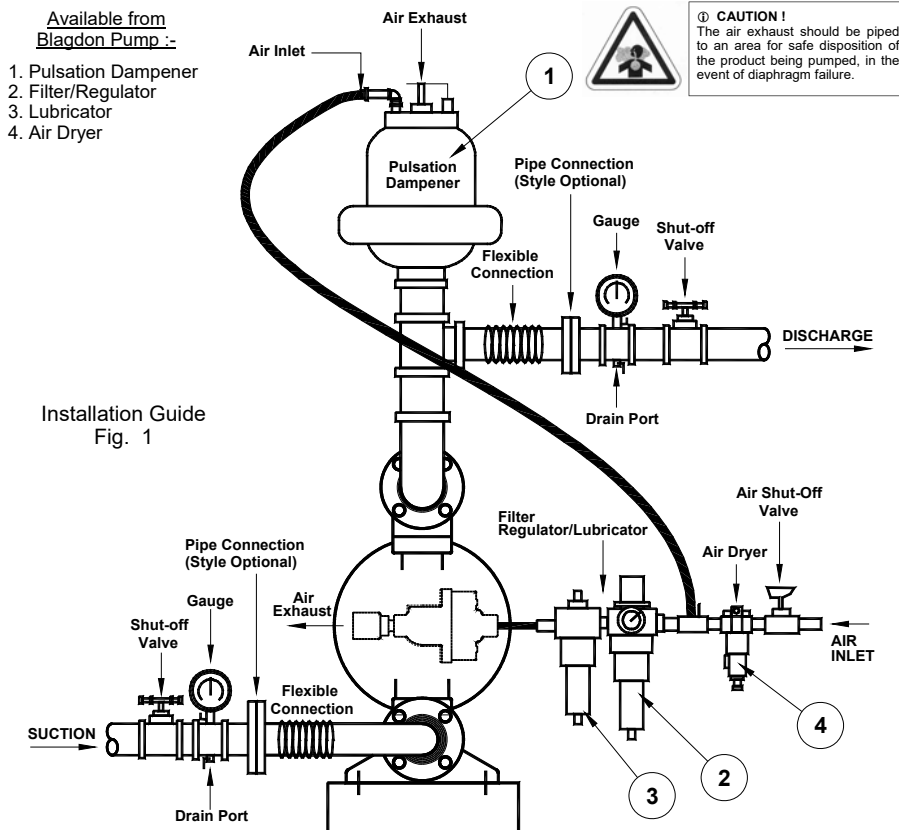 Available from
Blagdon Pump :-
1. Pulsation Dampener
2. Filter/Regulator
3. Lubricator
4. Air Dryer
Air Exhaust
Air Inlet
1
ⓘ CAUTION !
The air exhaust should be piped
to an area for safe disposition of
the product being pumped, in the
event of diaphragm failure.
Pulsation
Dampener
Pipe Connection
(Style Optional)
Gauge
Shut-off
Valve
Flexible
Connection
DISCHARGE
Drain Port
Installation Guide
Fig. 1
Air Shut-Off
Valve
Filter
Regulator/Lubricator
Air Dryer
Pipe Connection
(Style Optional)
Air
Exhaust
Gauge
Shut-off
Valve
AIR
INLET
Flexible
Connection
SUCTION
4
2
3
Drain Port